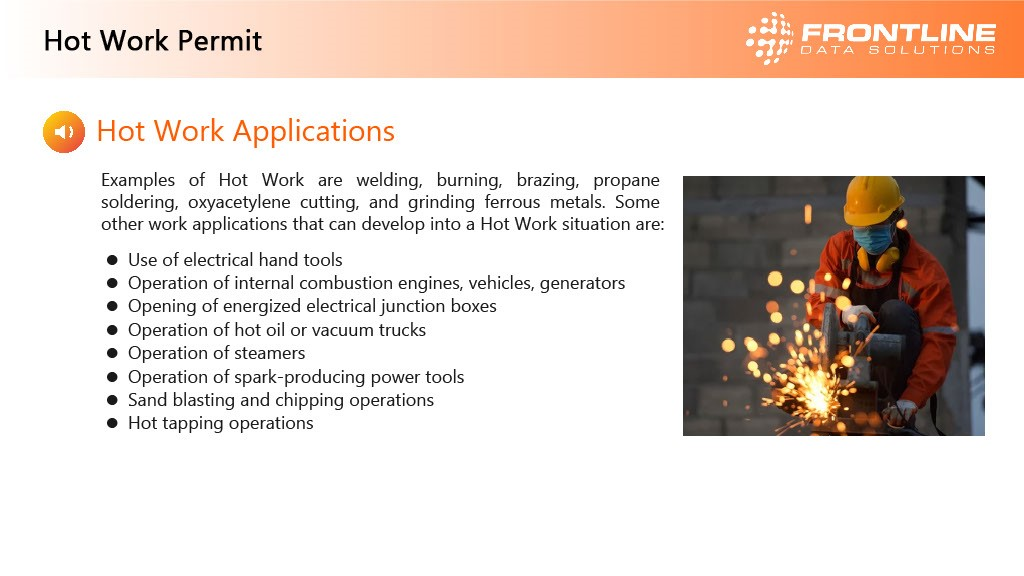 Hot Work Permit
FRONTLINE
DATA SOLUTIONS
Hot Work Applications
Examples of Hot Work are welding, burning, brazing, propane
soldering, oxyacetylene cutting, and grinding ferrous metals. Some
other work applications that can develop into a Hot Work situation are:
● Use of electrical hand tools
● Operation of internal combustion engines, vehicles, generators
● Opening of energized electrical junction boxes
● Operation of hot oil or vacuum trucks
● Operation of steamers
● Operation of spark-producing power tools
● Sand blasting and chipping operations
● Hot tapping operations